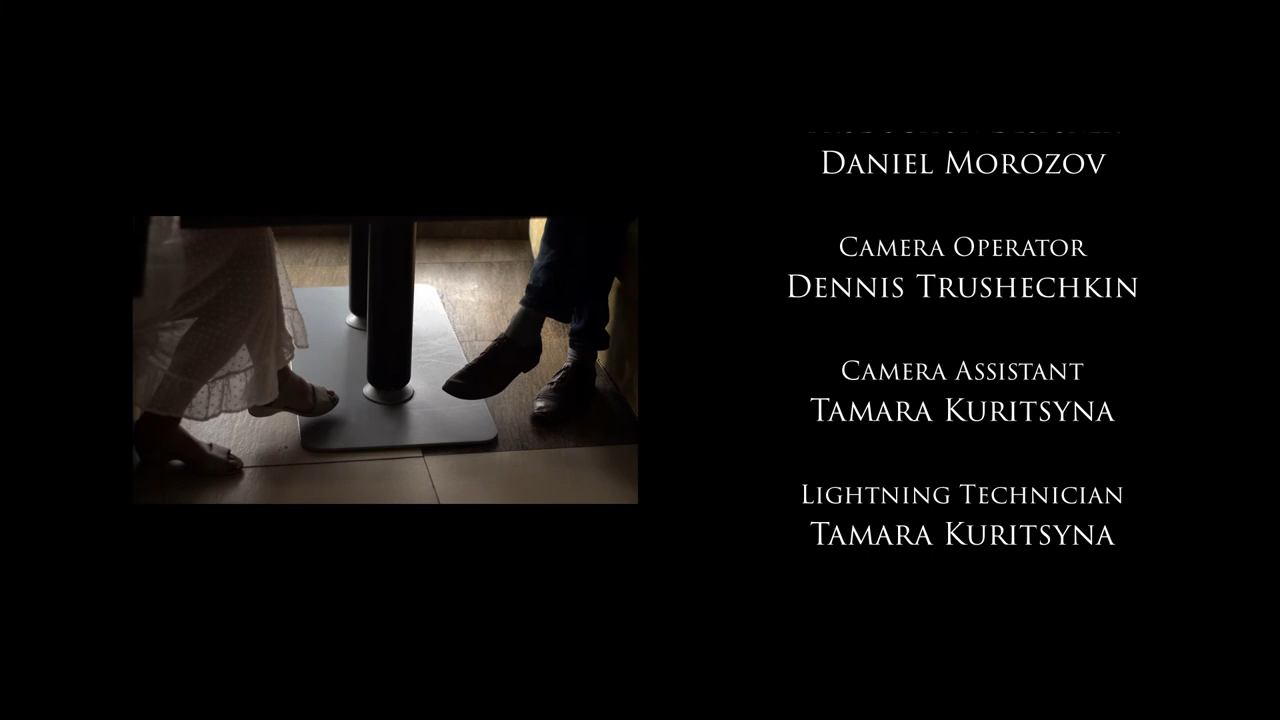 Daniel Morozov
Camera Operator
Dennis Trushechkin
Camera Assistant
Tamara Kuritsyna
Lightning Technician
Tamara Kuritsyna